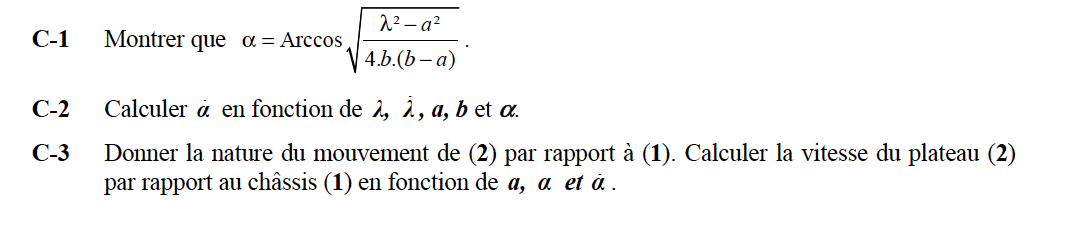 C-1 Montrer que α = Arccos √((λ² – a²)/(4.b.(b – a))) .
C-2 Calculer α̇ en fonction de λ, λ̇, a, b et α.
C-3 Donner la nature du mouvement de (2) par rapport à (1). Calculer la vitesse du plateau (2)
par rapport au châssis (1) en fonction de a, α et α̇ .